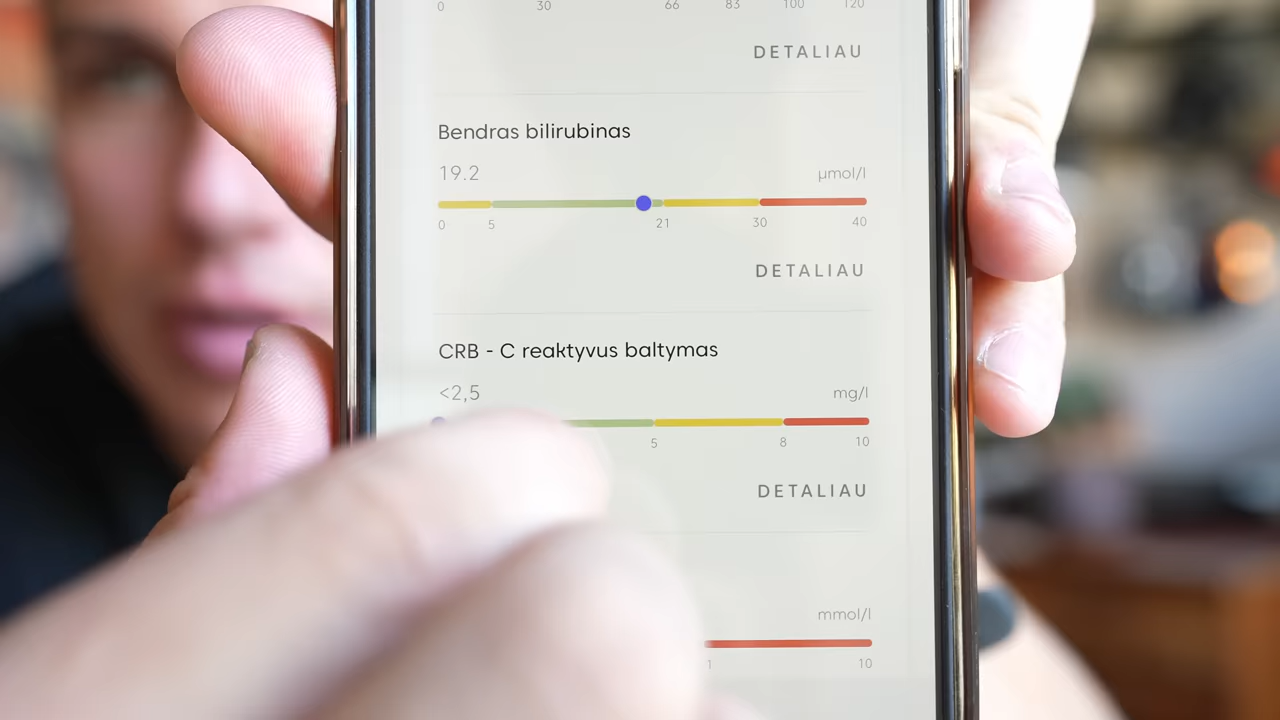 0 30 66 83 100 120
DETALIAU
Bendras bilirubinas
19.2 µmol/l
0 5 21 30 40
DETALIAU
CRB - C reaktyvus baltymas
<2,5 mg/l
5 8 10
DETALIAU
mmol/l
1 10